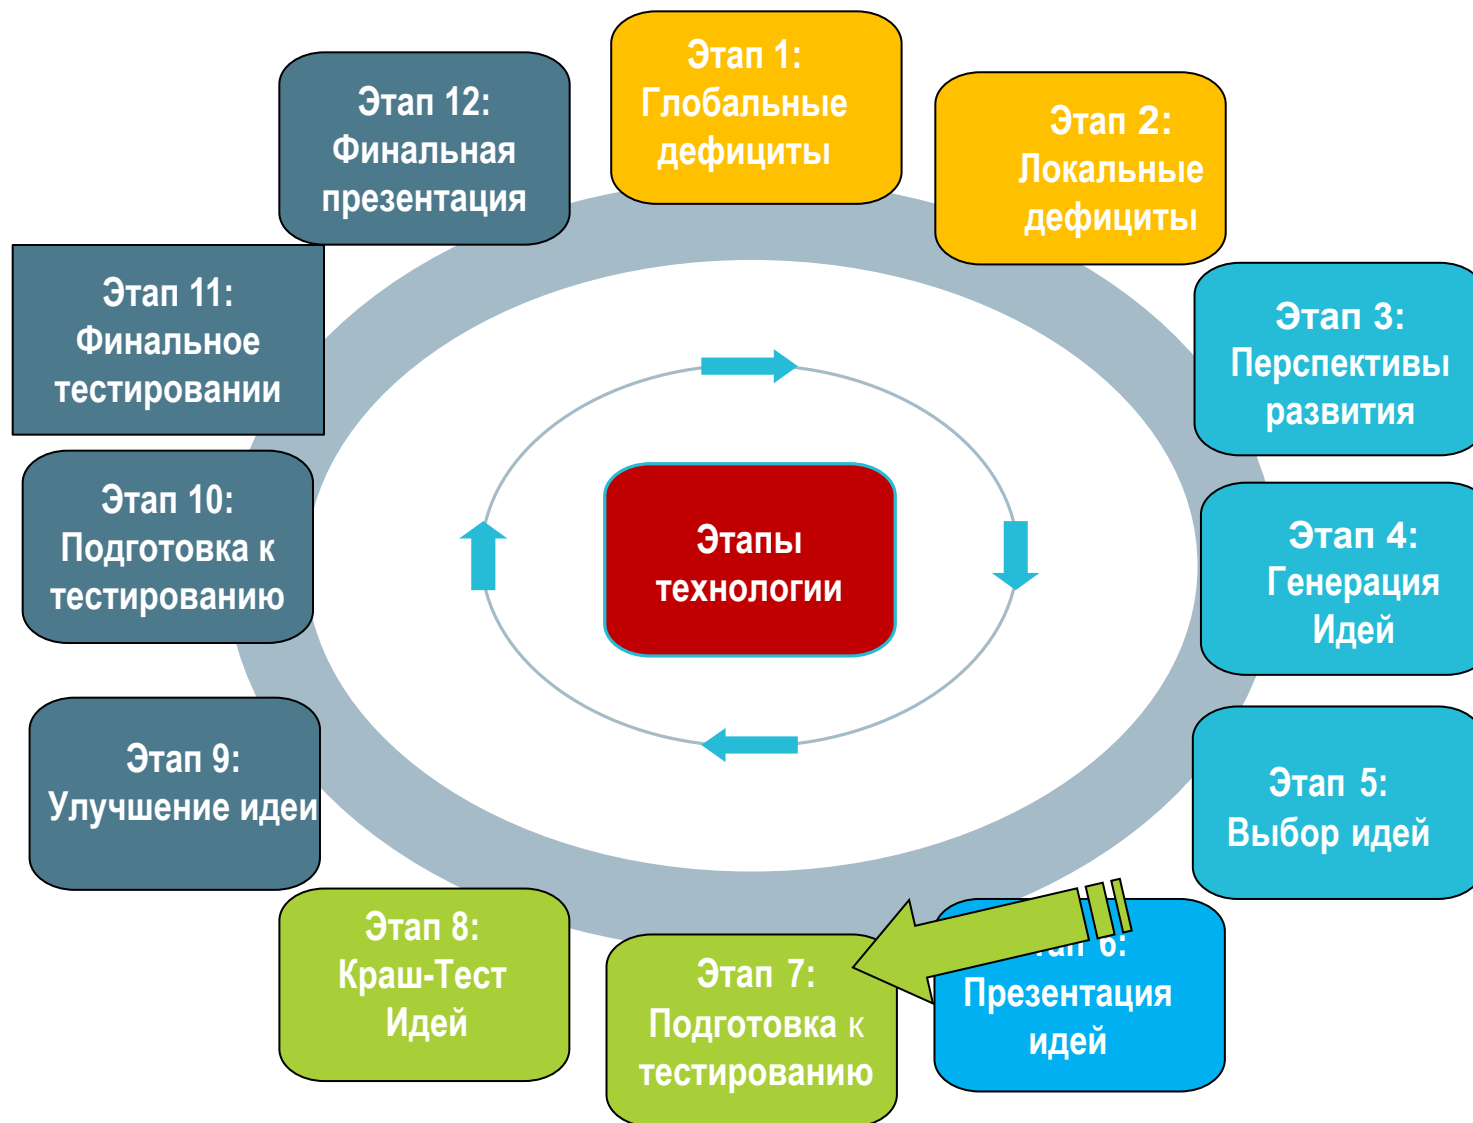 Этап 1:
Глобальные
дефициты
Этап 2:
Локальные
дефициты
Этап 3:
Перспективы
развития
Этап 4:
Генерация
Идей
Этап 5:
Выбор идей
6:
Презентация
идей
Этап 7:
Подготовка к
тестированию
Этап 8:
Краш-Тест
Идей
Этап 9:
Улучшение идеи
Этап 10:
Подготовка к
тестированию
Этап 11:
Финальное
тестировании
Этап 12:
Финальная
презентация
Этапы
технологии